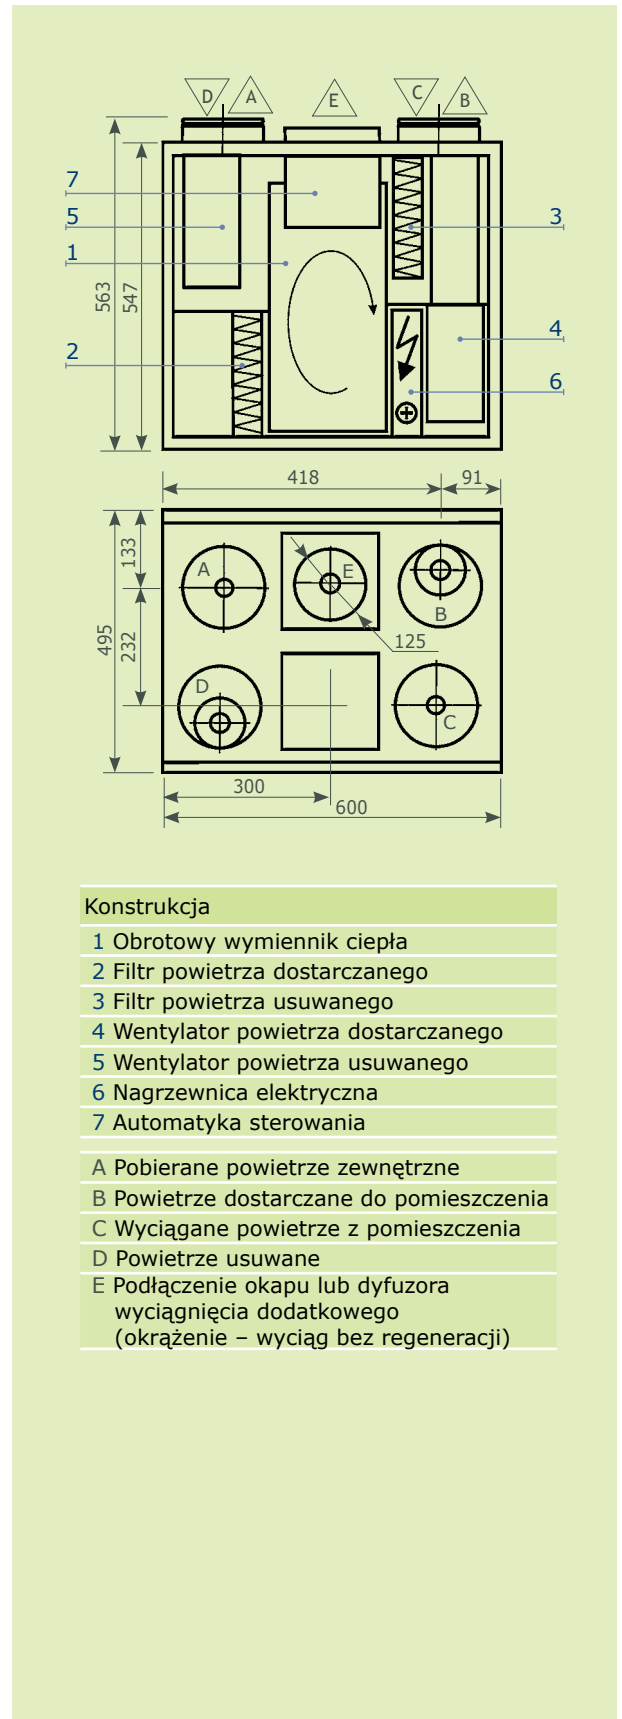 D A E C B
7
5
3
1
563
547
4
2
6
418 91
133
A E
B
495
232
125
D
C
300
600
Konstrukcja
1 Obrotowy wymiennik ciepła
2 Filtr powietrza dostarczanego
3 Filtr powietrza usuwanego
4 Wentylator powietrza dostarczanego
5 Wentylator powietrza usuwanego
6 Nagrzewnica elektryczna
7 Automatyka sterowania
A Pobierane powietrze zewnętrzne
B Powietrze dostarczane do pomieszczenia
C Wyciągane powietrze z pomieszczenia
D Powietrze usuwane
E Podłączenie okapu lub dyfuzora
wyciągnięcia dodatkowego
(okrążenie – wyciąg bez regeneracji)